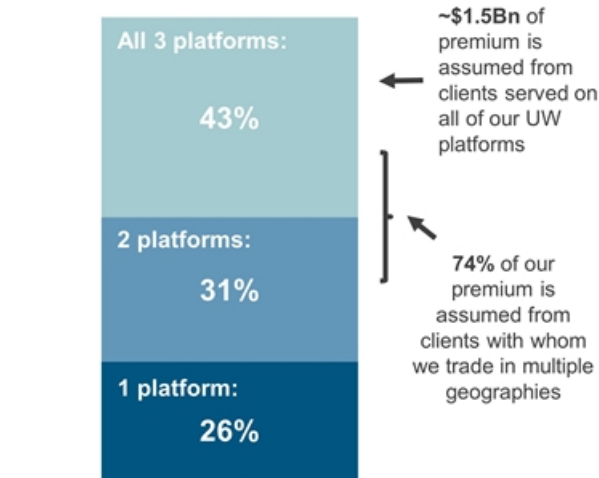 All 3 platforms:
43%
2 platforms:
31%
1 platform:
26%
~$1.5Bn of
premium is
assumed from
clients served on
all of our UW
platforms
74% of our
premium is
assumed from
clients with whom
we trade in multiple
geographies